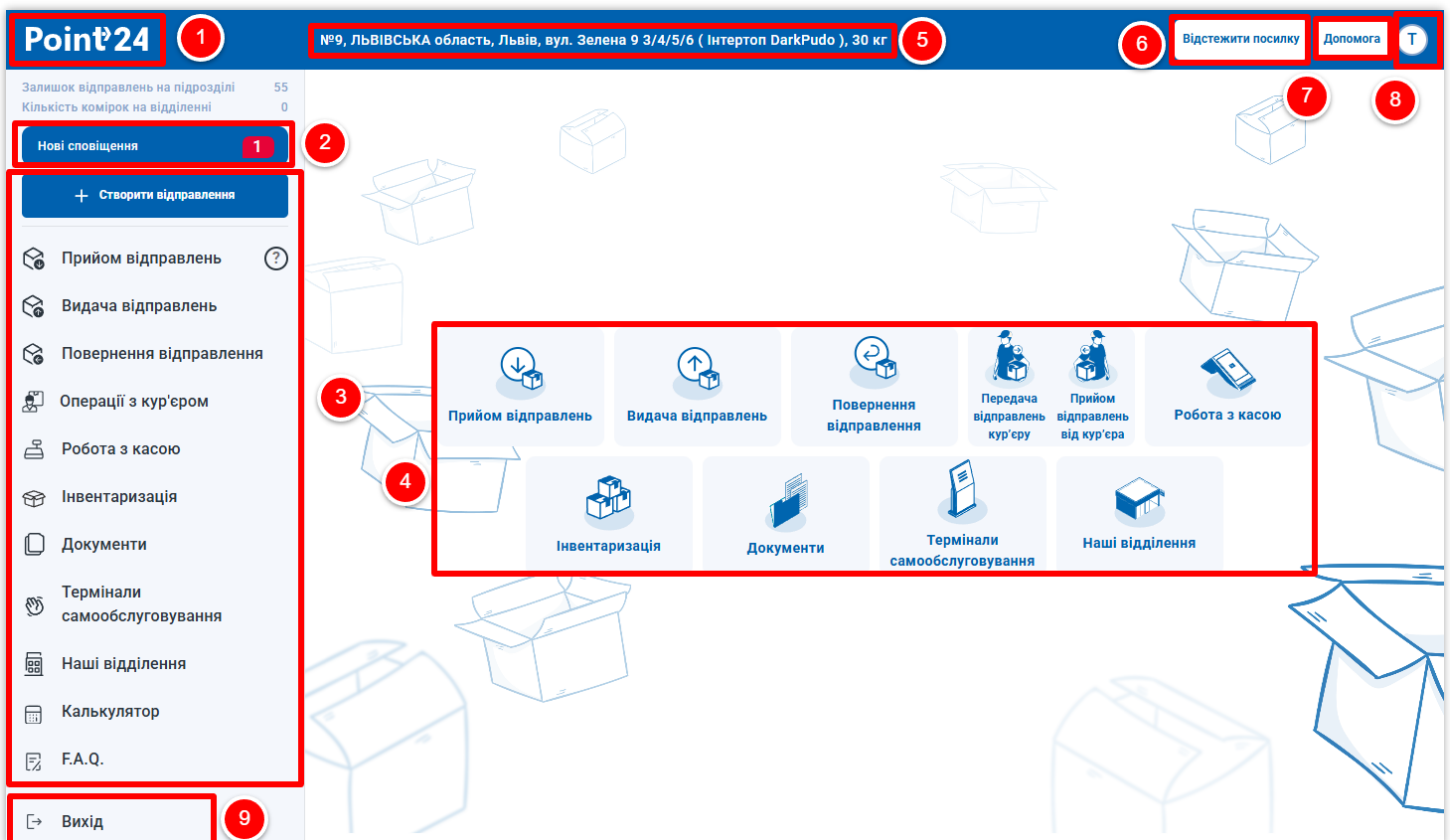 Point24
1
№9, ЛЬВІВСЬКА область, Львів, вул. Зелена 9 3/4/5/6 ( Інтертоп DarkPudo ), 30 кг
5
6
Відстежити посилку
Допомога
T
7
8
Залишок відправлень на підрозділі 55
Кількість комірок на відділенні 0
Нові сповіщення 1
2
+ Створити відправлення
Прийом відправлень ?
Видача відправлень
Повернення відправлення
Операції з кур'єром
Робота з касою
Інвентаризація
Документи
Термінали
самообслуговування
Наші відділення
Калькулятор
F.A.Q.
Вихід
9
3
Прийом відправлень
Видача відправлень
Повернення
відправлення
Передача
відправлень
кур'єру
Прийом
відправлень
від кур'єра
Робота з касою
4
Інвентаризація
Документи
Термінали
самообслуговування
Наші відділення